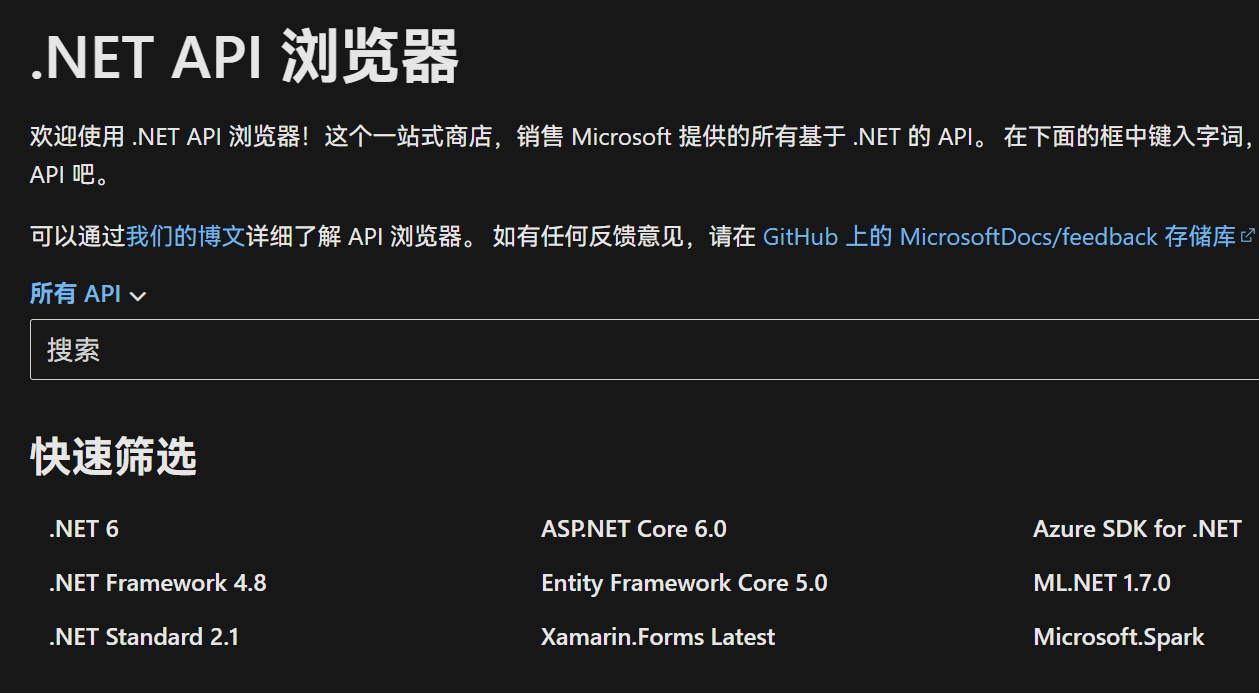 .NET API 浏览器
欢迎使用 .NET API 浏览器！这个一站式商店，销售 Microsoft 提供的所有基于 .NET 的 API。 在下面的框中键入字词，
API 吧。
可以通过我们的博文详细了解 API 浏览器。 如有任何反馈意见，请在 GitHub 上的 MicrosoftDocs/feedback 存储库
所有 API
搜索
快速筛选
.NET 6
ASP.NET Core 6.0
Azure SDK for .NET
.NET Framework 4.8
Entity Framework Core 5.0
ML.NET 1.7.0
.NET Standard 2.1
Xamarin.Forms Latest
Microsoft.Spark